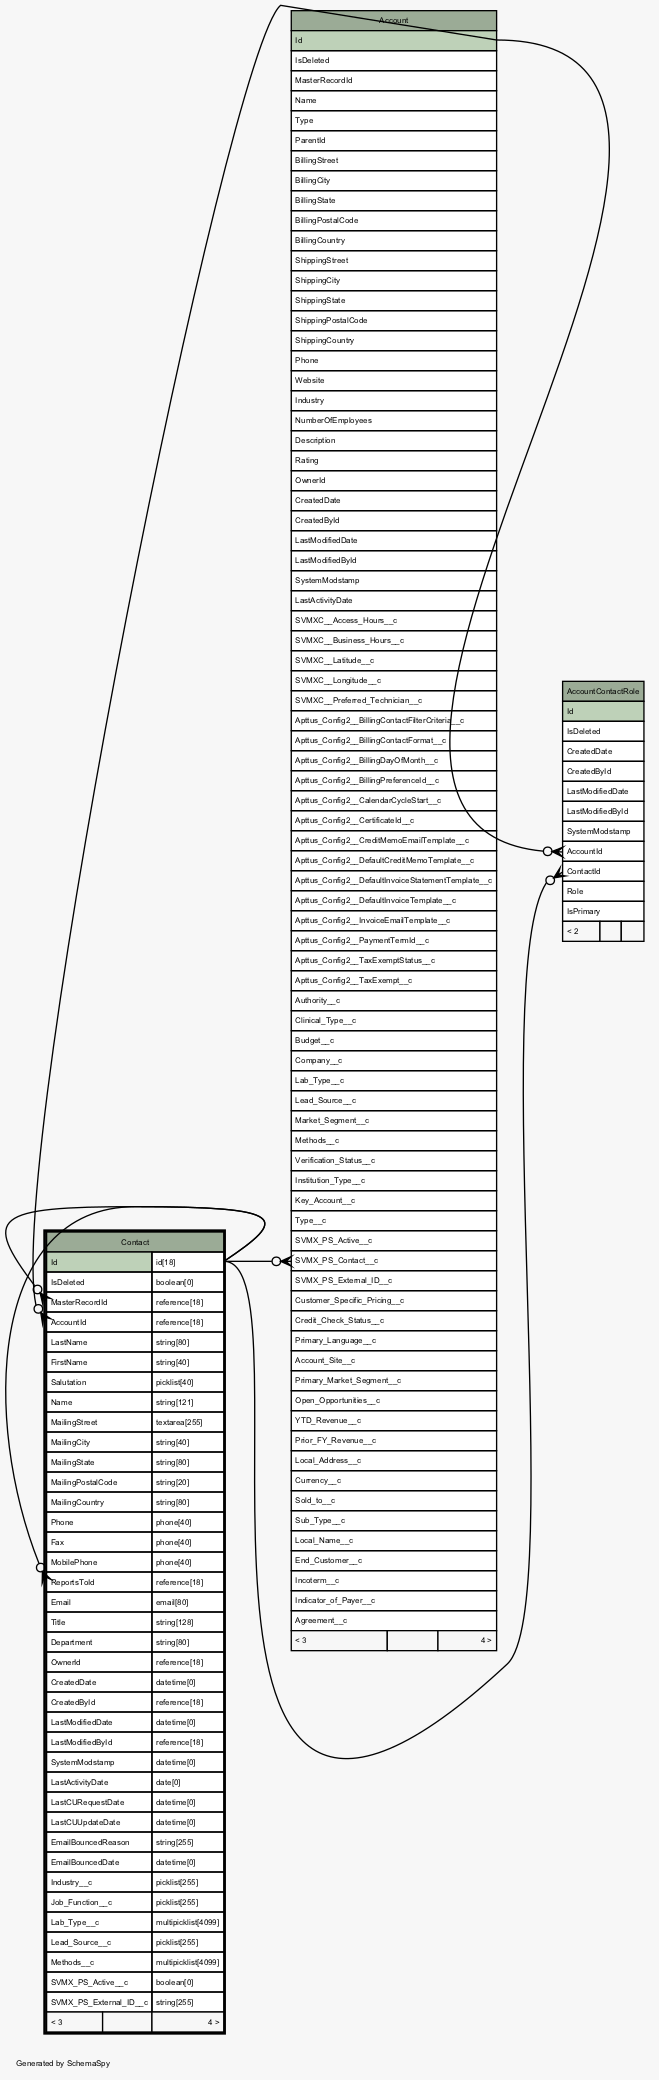 Account
Id
IsDeleted
MasterRecordId
Name
Type
ParentId
BillingStreet
BillingCity
BillingState
BillingPostalCode
BillingCountry
ShippingStreet
ShippingCity
ShippingState
ShippingPostalCode
ShippingCountry
Phone
Website
Industry
NumberOfEmployees
Description
Rating
OwnerId
CreatedDate
CreatedById
LastModifiedDate
LastModifiedById
SystemModstamp
LastActivityDate
SVMXC__Access_Hours__c
SVMXC__Business_Hours__c
SVMXC__Latitude__c
SVMXC__Longitude__c
SVMXC__Preferred_Technician__c
Apttus_Config2__BillingContactFilterCriteria__c
Apttus_Config2__BillingContactFormat__c
Apttus_Config2__BillingDayOfMonth__c
Apttus_Config2__BillingPreferenceId__c
Apttus_Config2__CalendarCycleStart__c
Apttus_Config2__CertificateId__c
Apttus_Config2__CreditMemoEmailTemplate__c
Apttus_Config2__DefaultCreditMemoTemplate__c
Apttus_Config2__DefaultInvoiceStatementTemplate__c
Apttus_Config2__DefaultInvoiceTemplate__c
Apttus_Config2__InvoiceEmailTemplate__c
Apttus_Config2__PaymentTermId__c
Apttus_Config2__TaxExemptStatus__c
Apttus_Config2__TaxExempt__c
Authority__c
Clinical_Type__c
Budget__c
Company__c
Lab_Type__c
Lead_Source__c
Market_Segment__c
Methods__c
Verification_Status__c
Institution_Type__c
Key_Account__c
Type__c
SVMX_PS_Active__c
SVMX_PS_Contact__c
SVMX_PS_External_ID__c
Customer_Specific_Pricing__c
Credit_Check_Status__c
Primary_Language__c
Account_Site__c
Primary_Market_Segment__c
Open_Opportunities__c
YTD_Revenue__c
Prior_FY_Revenue__c
Local_Address__c
Currency__c
Sold_to__c
Sub_Type__c
Local_Name__c
End_Customer__c
Incoterm__c
Indicator_of_Payer__c
Agreement__c
< 3 4 >
AccountContactRole
Id
IsDeleted
CreatedDate
CreatedById
LastModifiedDate
LastModifiedById
SystemModstamp
AccountId
ContactId
Role
IsPrimary
< 2
Contact
Id id[18]
IsDeleted boolean[0]
MasterRecordId reference[18]
AccountId reference[18]
LastName string[80]
FirstName string[40]
Salutation picklist[40]
Name string[121]
MailingStreet textarea[255]
MailingCity string[40]
MailingState string[80]
MailingPostalCode string[20]
MailingCountry string[80]
Phone phone[40]
Fax phone[40]
MobilePhone phone[40]
ReportsToId reference[18]
Email email[80]
Title string[128]
Department string[80]
OwnerId reference[18]
CreatedDate datetime[0]
CreatedById reference[18]
LastModifiedDate datetime[0]
LastModifiedById reference[18]
SystemModstamp datetime[0]
LastActivityDate date[0]
LastCURequestDate datetime[0]
LastCUUpdateDate datetime[0]
EmailBouncedReason string[255]
EmailBouncedDate datetime[0]
Industry__c picklist[255]
Job_Function__c picklist[255]
Lab_Type__c multipicklist[4099]
Lead_Source__c picklist[255]
Methods__c multipicklist[4099]
SVMX_PS_Active__c boolean[0]
SVMX_PS_External_ID__c string[255]
< 3 4 >
Generated by SchemaSpy